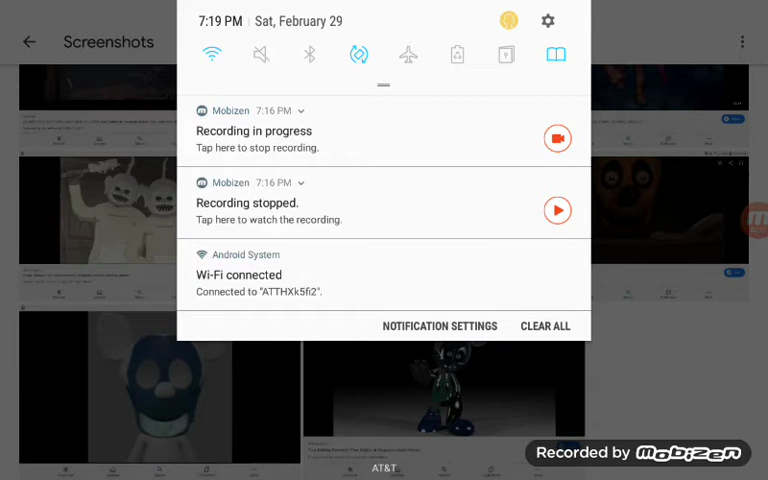 7:19 PM Sat, February 29
Screenshots
Mobizen 7:16 PM
Recording in progress
Tap here to stop recording.
Mobizen 7:16 PM
Recording stopped.
Tap here to watch the recording.
Android System
Wi-Fi connected
Connected to "ATTHXk5fi2".
NOTIFICATION SETTINGS CLEAR ALL
Recorded by mobizen
AT&T